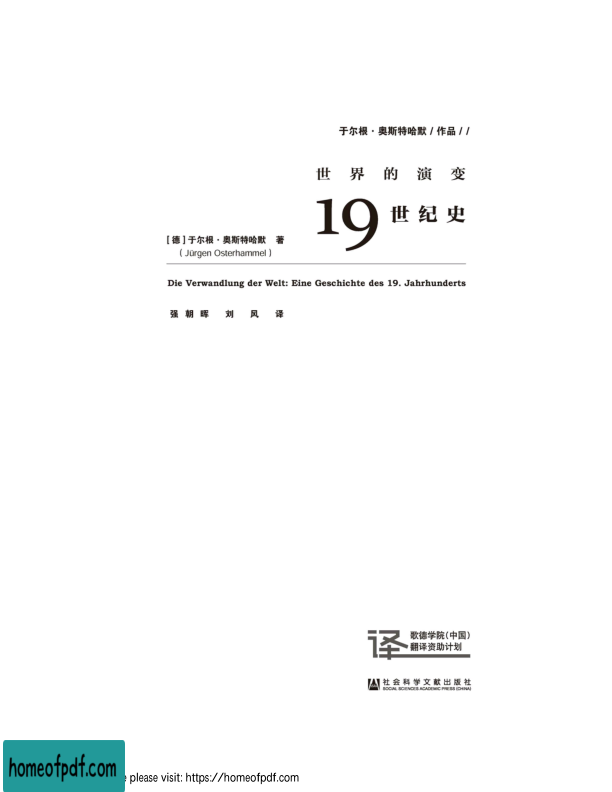 于尔根·奥斯特哈默/作品//
世界的演变
19世纪史
[德]于尔根·奥斯特哈默 著
(Jürgen Osterhammel)
Die Verwandlung der Welt: Eine Geschichte des 19. Jahrhunderts
强朝晖 刘风 译
译
歌德学院(中国)
翻译资助计划
社会科学文献出版社
SOCIAL SCIENCES ACADEMIC PRESS (CHINA)
homeofpdf.com
please visit: https://homeofpdf.com